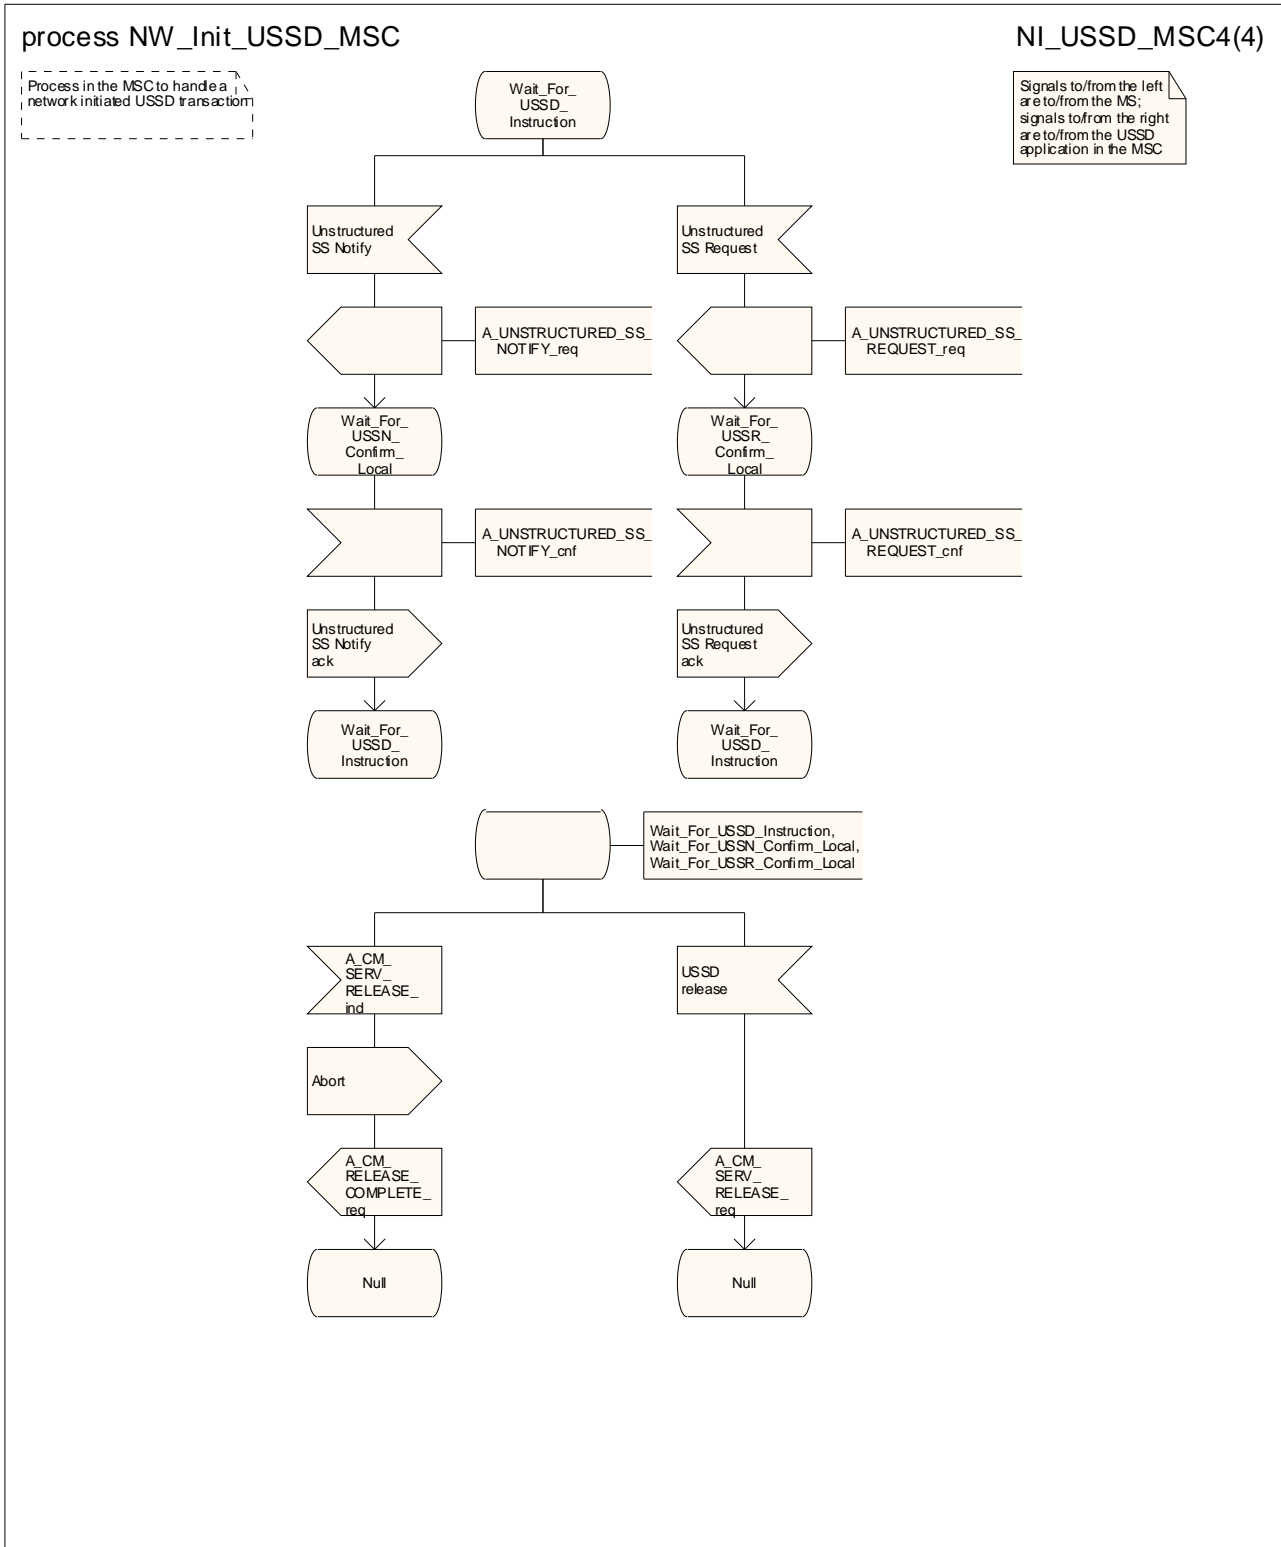 process NW_Init_USSD_MSC
NI_USSD_MSC4(4)
Process in the MSC to handle a
network initiated USSD transaction
Signals to/from the left
are to/from the MS;
signals to/from the right
are to/from the USSD
application in the MSC
Wait_For_
USSD_
Instruction
Unstructured
SS Notify
Unstructured
SS Request
A_UNSTRUCTURED_SS_
NOTIFY_req
A_UNSTRUCTURED_SS_
REQUEST_req
Wait_For_
USSN_
Confirm_
Local
Wait_For_
USSR_
Confirm_
Local
A_UNSTRUCTURED_SS_
NOTIFY_cnf
A_UNSTRUCTURED_SS_
REQUEST_cnf
Unstructured
SS Notify
ack
Unstructured
SS Request
ack
Wait_For_
USSD_
Instruction
Wait_For_
USSD_
Instruction
Wait_For_USSD_Instruction,
Wait_For_USSN_Confirm_Local,
Wait_For_USSR_Confirm_Local
A_CM_
SERV_
RELEASE_
ind
USSD
release
Abort
A_CM_
RELEASE_
COMPLETE_
req
A_CM_
SERV_
RELEASE_
req
Null
Null